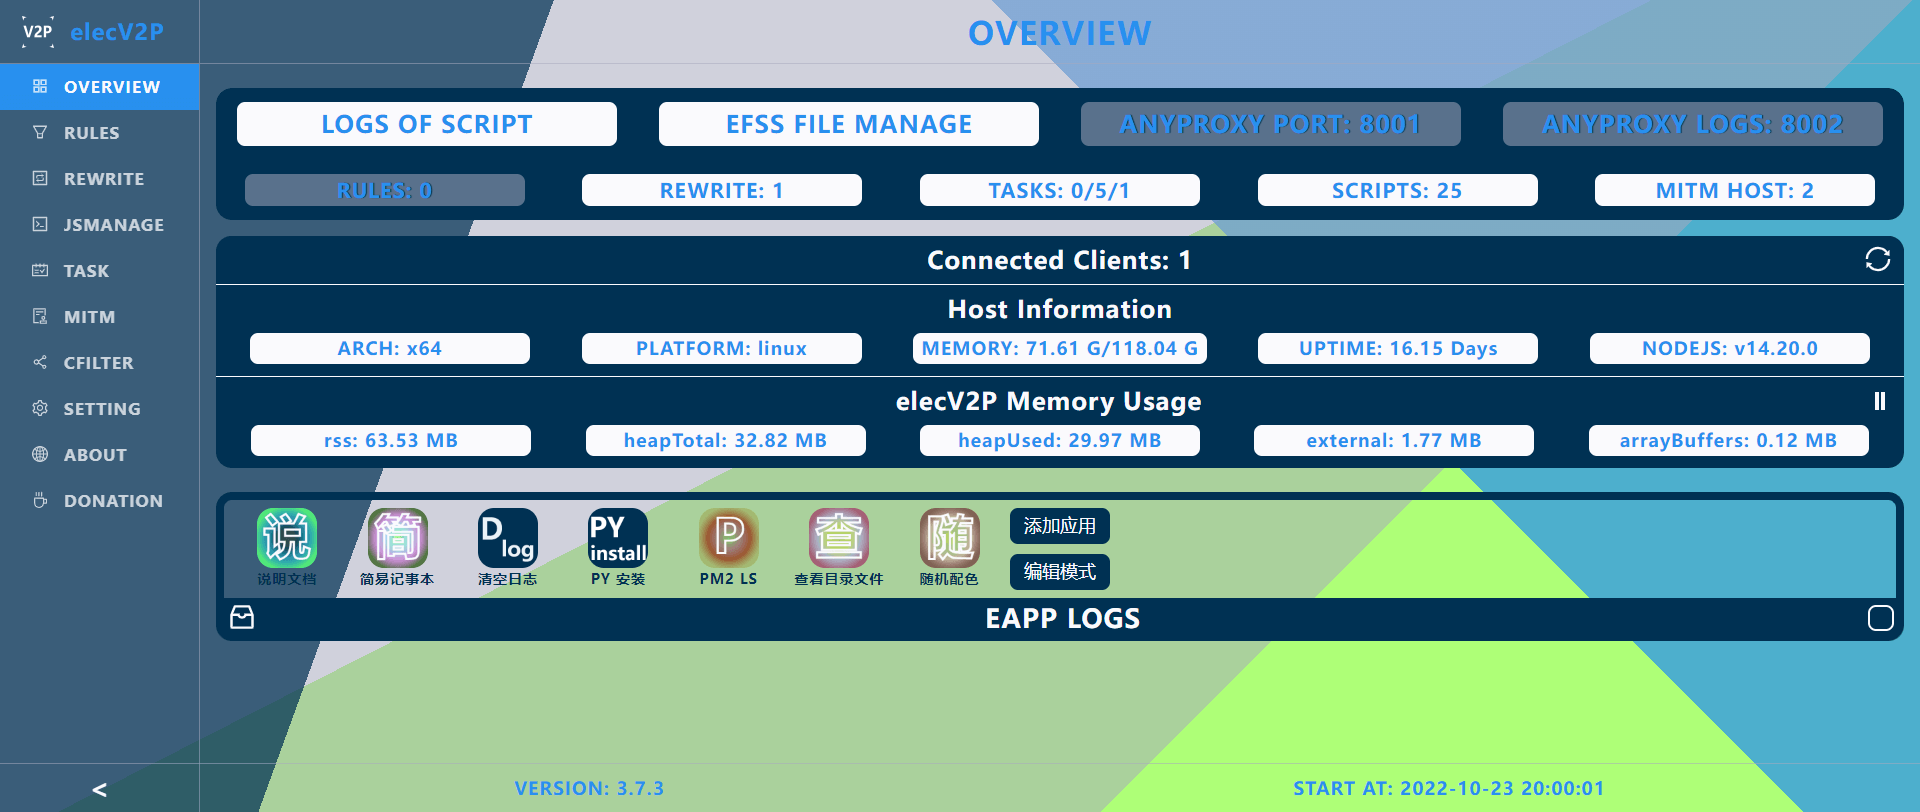 V2P elecV2P
OVERVIEW
OVERVIEW
RULES
REWRITE
JSMANAGE
TASK
MITM
CFILTER
SETTING
ABOUT
DONATION
<
LOGS OF SCRIPT
EFSS FILE MANAGE
ANYPROXY PORT: 8001
ANYPROXY LOGS: 8002
RULES: 0
REWRITE: 1
TASKS: 0/5/1
SCRIPTS: 25
MITM HOST: 2
Connected Clients: 1
Host Information
ARCH: x64
PLATFORM: linux
MEMORY: 71.61 G/118.04 G
UPTIME: 16.15 Days
NODEJS: v14.20.0
elecV2P Memory Usage
rss: 63.53 MB
heapTotal: 32.82 MB
heapUsed: 29.97 MB
external: 1.77 MB
arrayBuffers: 0.12 MB
说
说明文档
简
简易记事本
D
log
清空日志
PY
install
PY 安装
P
PM2 LS
查
查看目录文件
随
随机配色
添加应用
编辑模式
EAPP LOGS
VERSION: 3.7.3
START AT: 2022-10-23 20:00:01